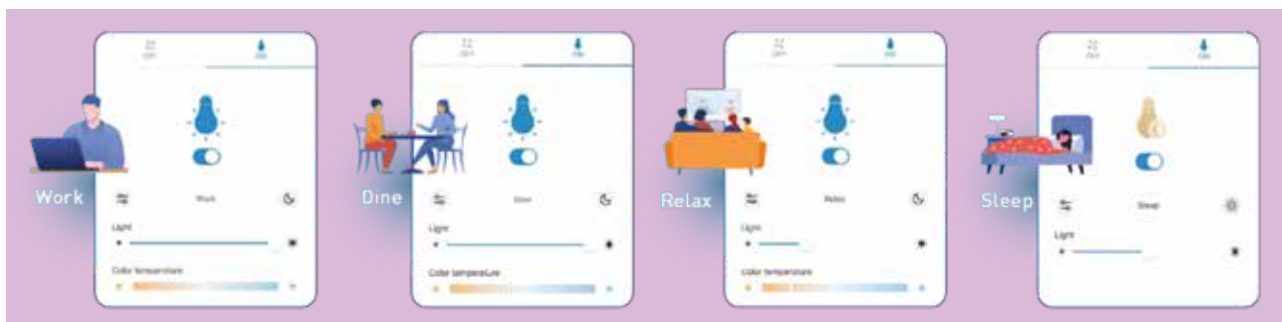 Work
Work
Light
Color temperature
Dine
Dine
Light
Color temperature
Relax
Relax
Light
Color temperature
Sleep
Sleep
Light